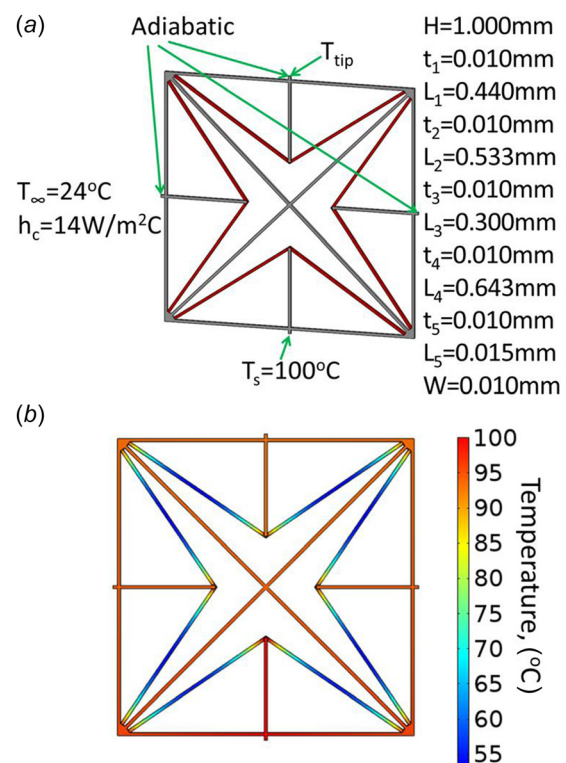 (a)
Adiabatic
T_tip
T∞=24°C
h_c=14W/m²C
T_s=100°C
H=1.000mm
t₁=0.010mm
L₁=0.440mm
t₂=0.010mm
L₂=0.533mm
t₃=0.010mm
L₃=0.300mm
t₄=0.010mm
L₄=0.643mm
t₅=0.010mm
L₅=0.015mm
W=0.010mm
(b)
100
95
90
85
80
75
70
65
60
55
Temperature, (°C)